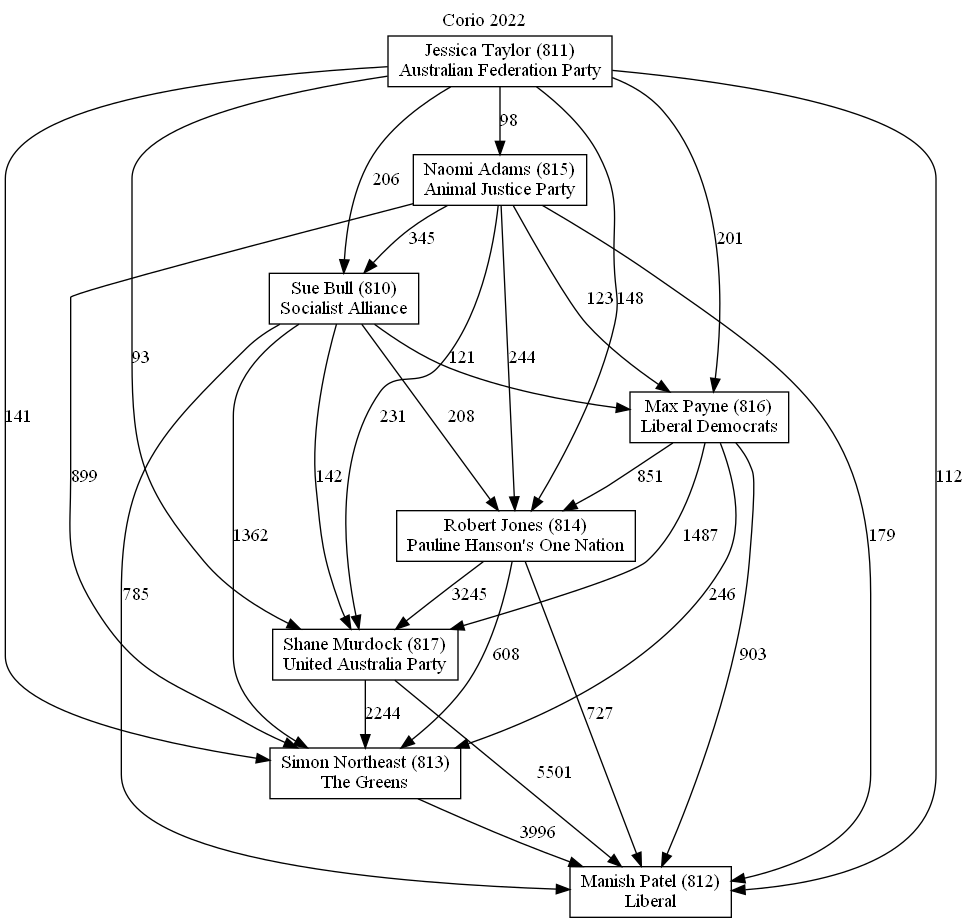 Corio 2022
Jessica Taylor (811)
Australian Federation Party
98
206
Naomi Adams (815)
Animal Justice Party
345
201
Sue Bull (810)
Socialist Alliance
123
148
93
121
244
Max Payne (816)
Liberal Democrats
141
231
208
899
142
851
112
Robert Jones (814)
Pauline Hanson's One Nation
1362
1487
179
785
3245
246
Shane Murdock (817)
United Australia Party
608
903
2244
727
Simon Northeast (813)
The Greens
5501
3996
Manish Patel (812)
Liberal